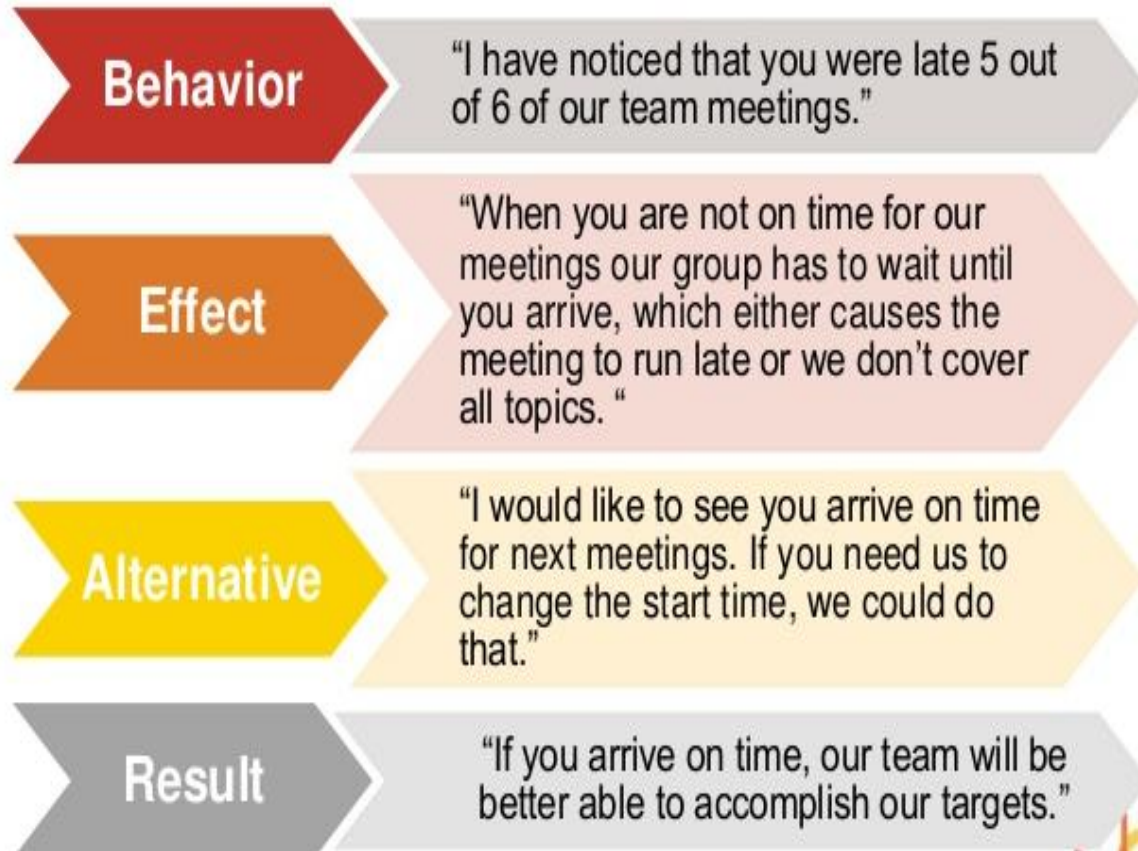 Behavior
“I have noticed that you were late 5 out
of 6 of our team meetings.”
Effect
“When you are not on time for our
meetings our group has to wait until
you arrive, which either causes the
meeting to run late or we don’t cover
all topics. “
Alternative
“I would like to see you arrive on time
for next meetings. If you need us to
change the start time, we could do
that.”
Result
“If you arrive on time, our team will be
better able to accomplish our targets.”